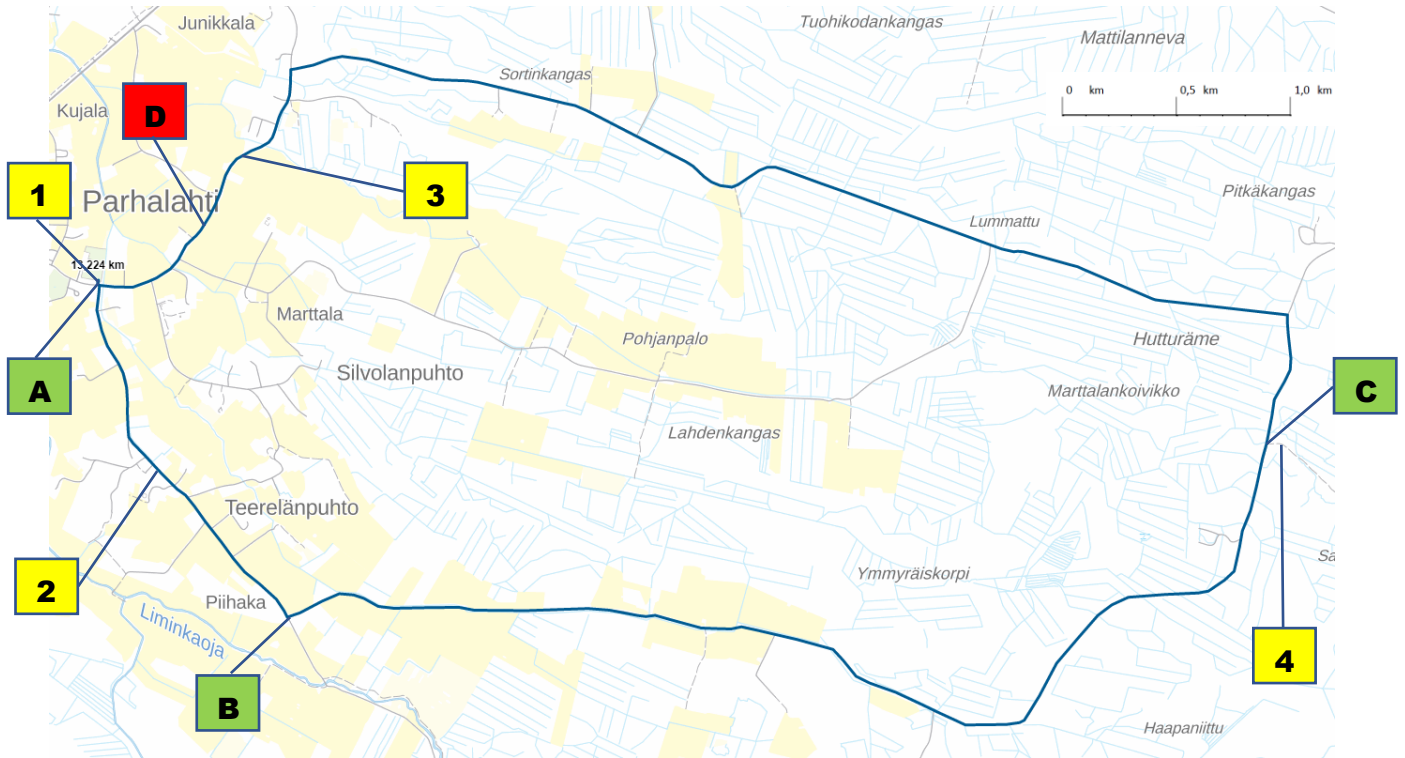 Junikkala
Tuohikodankangas
Mattilanneva
Sortinkangas
0 km 0,5 km 1,0 km
Kujala
D
1
3
Parhalahti
Pitkäkangas
Lummattu
13,224 km
Marttala
Pohjanpalo
Hutturäme
Silvolanpuhto
A
Marttalankoivikko
C
Lahdenkangas
Teerelänpuhto
Sa
Ymmyräiskorpi
2
Piihaka
Liminkaoja
4
B
Haapaniittu